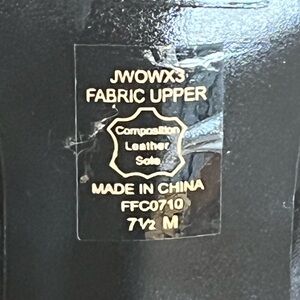 JWOWX3
FABRIC UPPER
Composition
Leather
Sole
MADE IN CHINA
FFC0710
7½ M